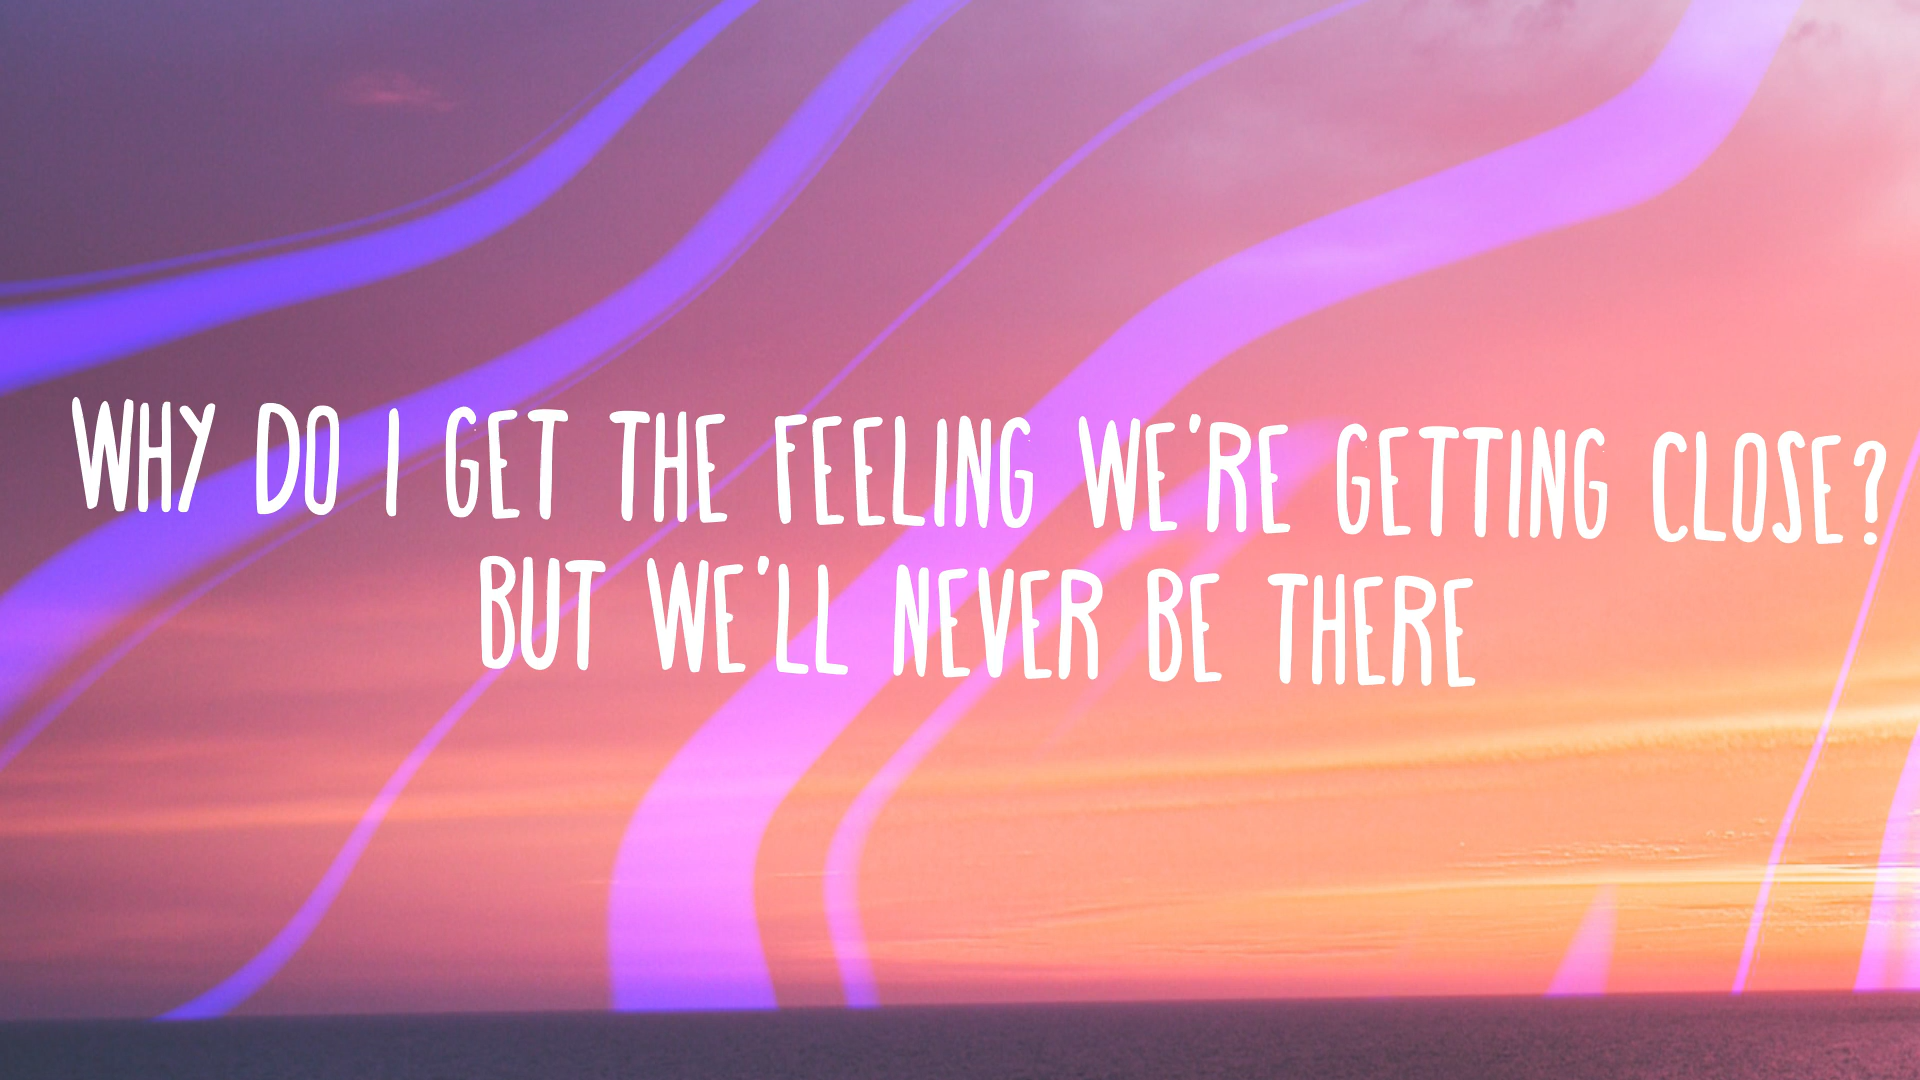 WHY DO I GET THE FEELING WE'RE GETTING CLOSE?
BUT WE'LL NEVER BE THERE